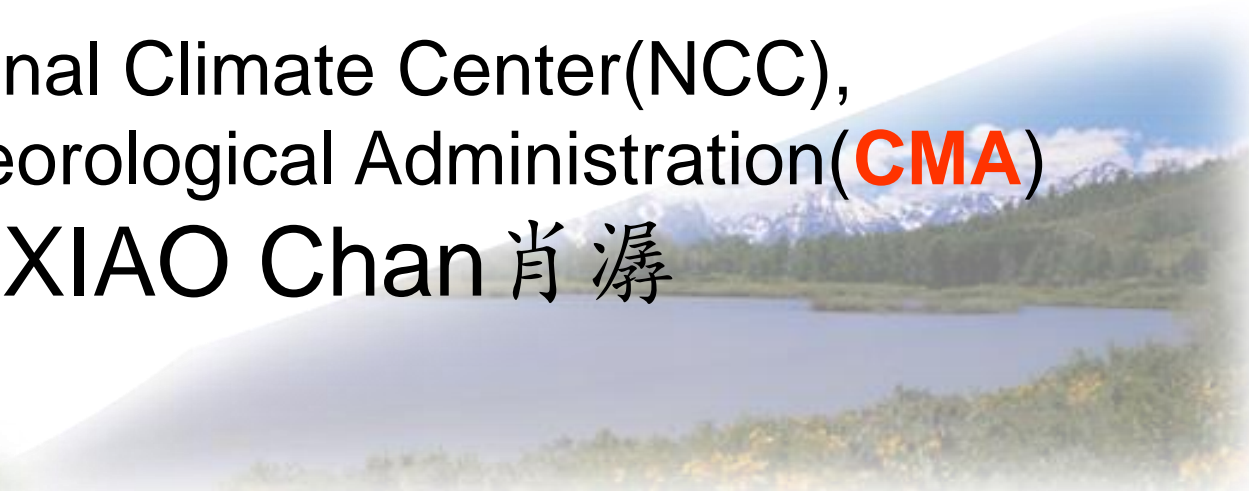 nal Climate Center(NCC),
eorological Administration(CMA)
XIAO Chan肖潺